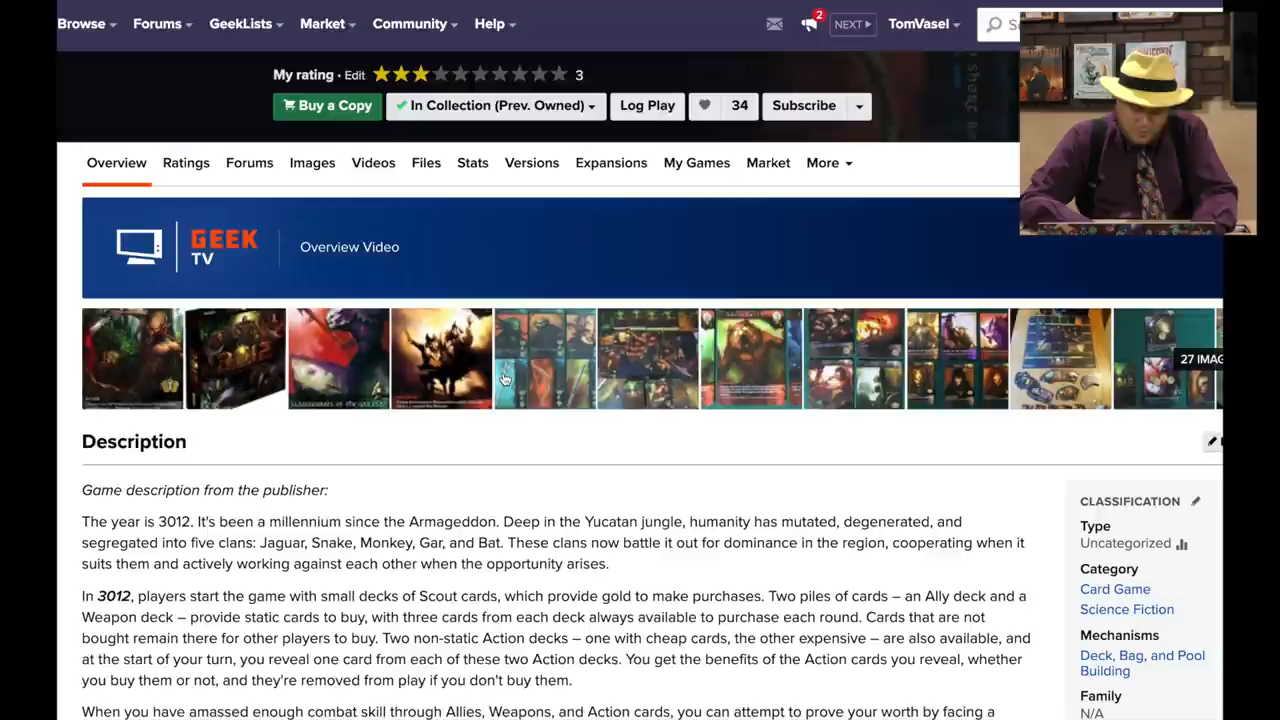 Browse Forums GeekLists Market Community Help 2 NEXT TomVasel
My rating · Edit 3
Buy a Copy In Collection (Prev. Owned) Log Play 34 Subscribe
Overview Ratings Forums Images Videos Files Stats Versions Expansions My Games Market More
GEEK
TV
Overview Video
27 IMAG
Description
Game description from the publisher:
The year is 3012. It's been a millennium since the Armageddon. Deep in the Yucatan jungle, humanity has mutated, degenerated, and
segregated into five clans: Jaguar, Snake, Monkey, Gar, and Bat. These clans now battle it out for dominance in the region, cooperating when it
suits them and actively working against each other when the opportunity arises.
In 3012, players start the game with small decks of Scout cards, which provide gold to make purchases. Two piles of cards – an Ally deck and a
Weapon deck – provide static cards to buy, with three cards from each deck always available to purchase each round. Cards that are not
bought remain there for other players to buy. Two non-static Action decks – one with cheap cards, the other expensive – are also available, and
at the start of your turn, you reveal one card from each of these two Action decks. You get the benefits of the Action cards you reveal, whether
you buy them or not, and they're removed from play if you don't buy them.
When you have amassed enough combat skill through Allies, Weapons, and Action cards, you can attempt to prove your worth by facing a
CLASSIFICATION
Type
Uncategorized
Category
Card Game
Science Fiction
Mechanisms
Deck, Bag, and Pool
Building
Family
N/A